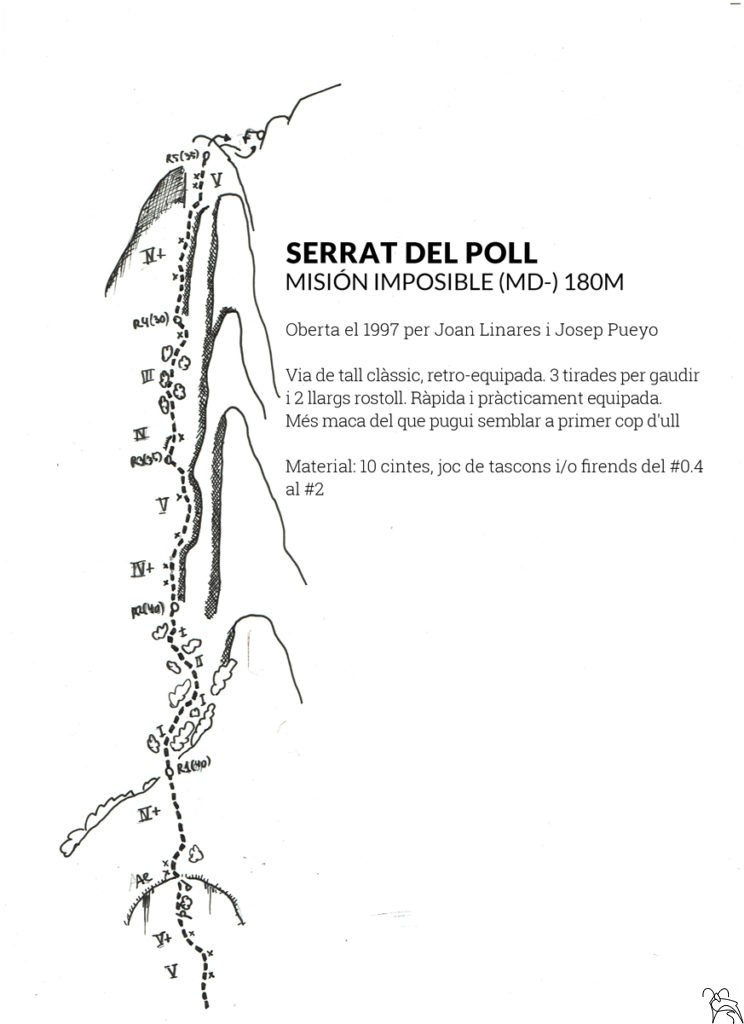 R5(35)
V
SERRAT DEL POLL
IV+
MISIÓN IMPOSIBLE (MD-) 180M
R4(30)
Oberta el 1997 per Joan Linares i Josep Pueyo
III
Via de tall clàssic, retro-equipada. 3 tirades per gaudir
i 2 llargs rostoll. Ràpida i pràcticament equipada.
Més maca del que pugui semblar a primer cop d'ull
IV
R3(35)
Material: 10 cintes, joc de tascons i/o firends del #0.4
al #2
V
IV+
R2(40)
I
II
I
I
R1(40)
IV+
Ae
V+
V